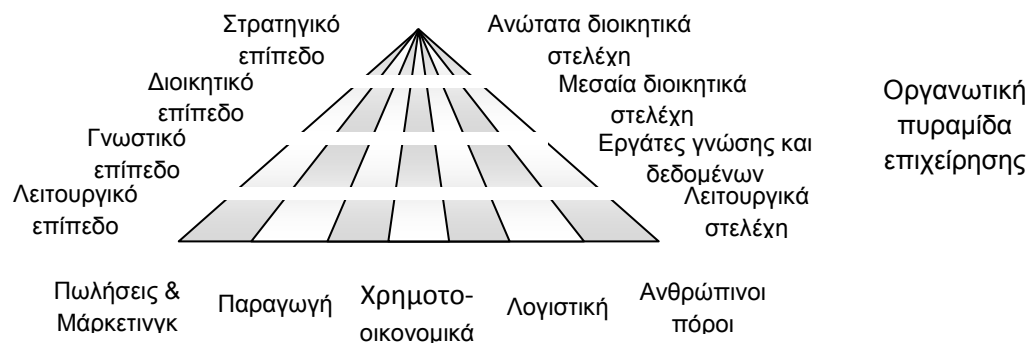 Στρατηγικό
επίπεδο
Ανώτατα διοικητικά
στελέχη
Διοικητικό
επίπεδο
Μεσαία διοικητικά
στελέχη
Γνωστικό
επίπεδο
Εργάτες γνώσης και
δεδομένων
Λειτουργικό
επίπεδο
Λειτουργικά
στελέχη
Οργανωτική
πυραμίδα
επιχείρησης
Πωλήσεις &
Μάρκετινγκ
Παραγωγή
Χρηματο-
οικονομικά
Λογιστική
Ανθρώπινοι
πόροι